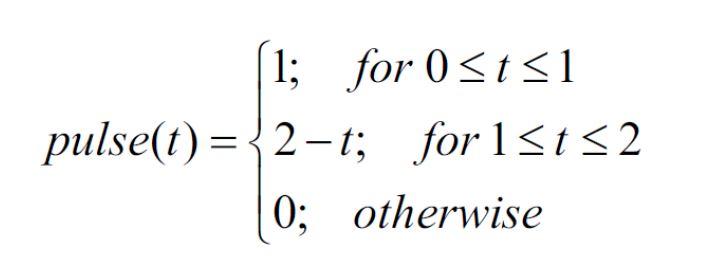 1; for 0 ≤ t ≤ 1
pulse(t) = { 2 − t; for 1 ≤ t ≤ 2
0; otherwise